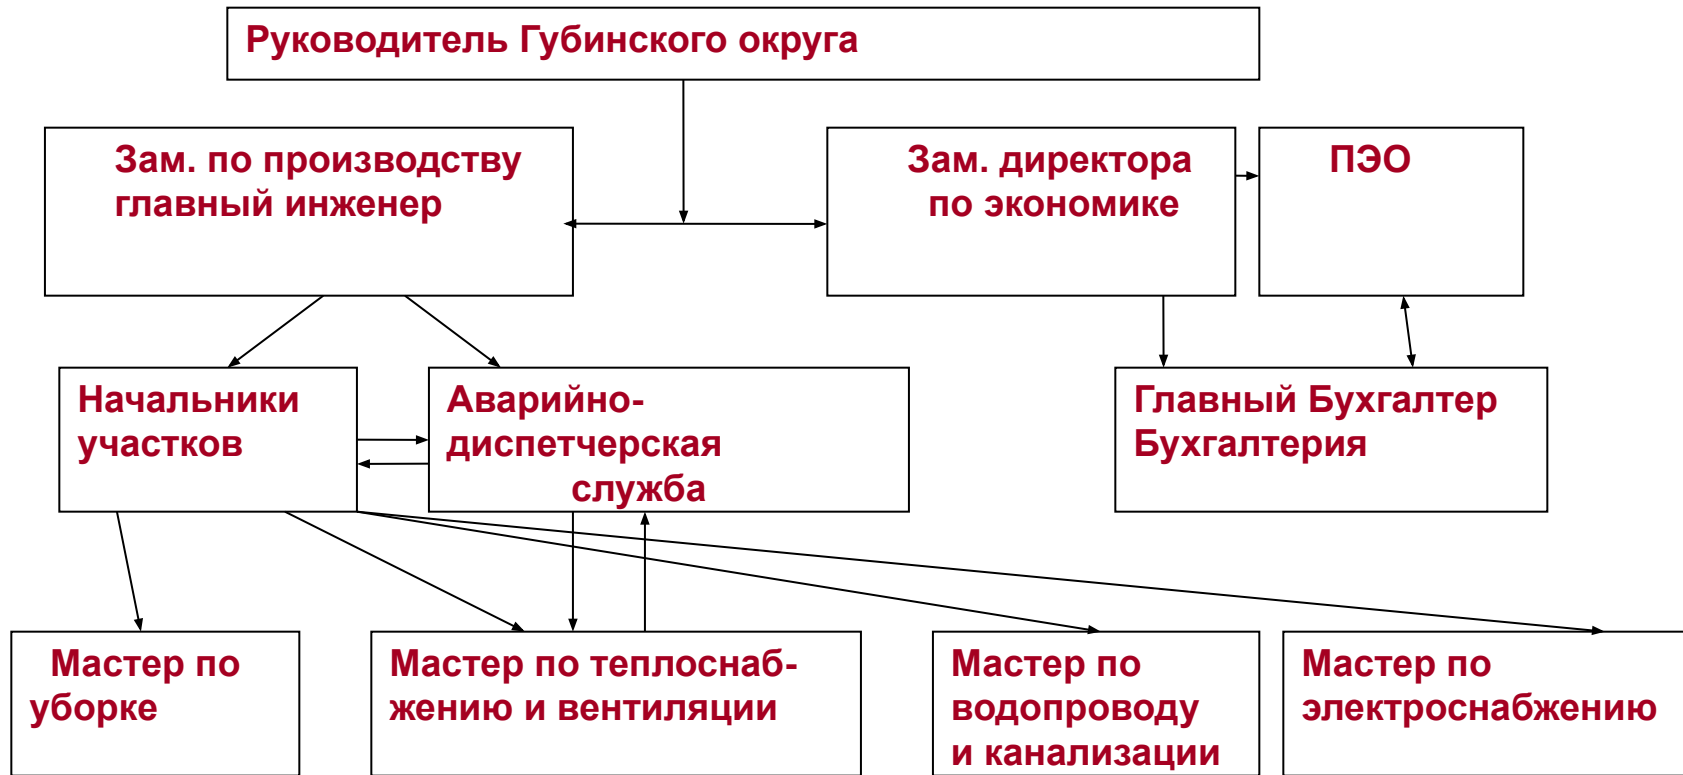 Руководитель Губинского округа
Зам. по производству
главный инженер
Зам. директора
по экономике
ПЭО
Начальники
участков
Аварийно-
диспетчерская
служба
Главный Бухгалтер
Бухгалтерия
Мастер по
уборке
Мастер по теплоснаб-
жению и вентиляции
Мастер по
водопроводу
и канализации
Мастер по
электроснабжению